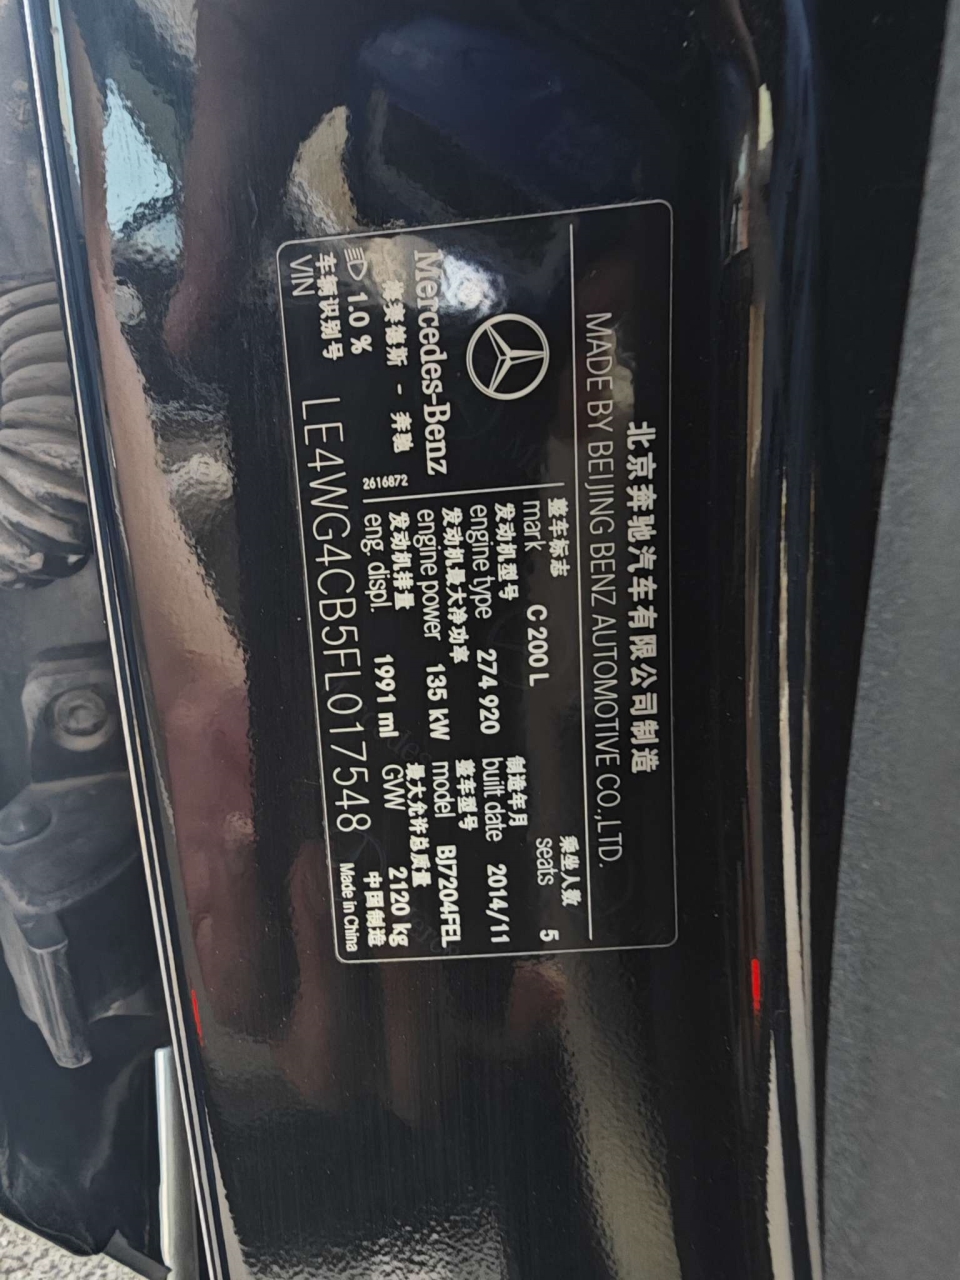 北京奔驰汽车有限公司制造
MADE BY BEIJING BENZ AUTOMOTIVE CO.,LTD.
Mercedes-Benz
梅赛德斯 - 奔驰
1.0 %
2616872
整车标志
mark C 200 L
乘坐人数
seats 5
发动机型号
engine type 274 920
制造年月
built date 2014/11
发动机最大净功率
engine power 135 kW
整车型号
model BJ7204FEL
发动机排量
eng. displ. 1991 ml
最大允许总质量
GVW 2120 kg
车辆识别号
VIN LE4WG4CB5FL017548
中国制造
Made in China